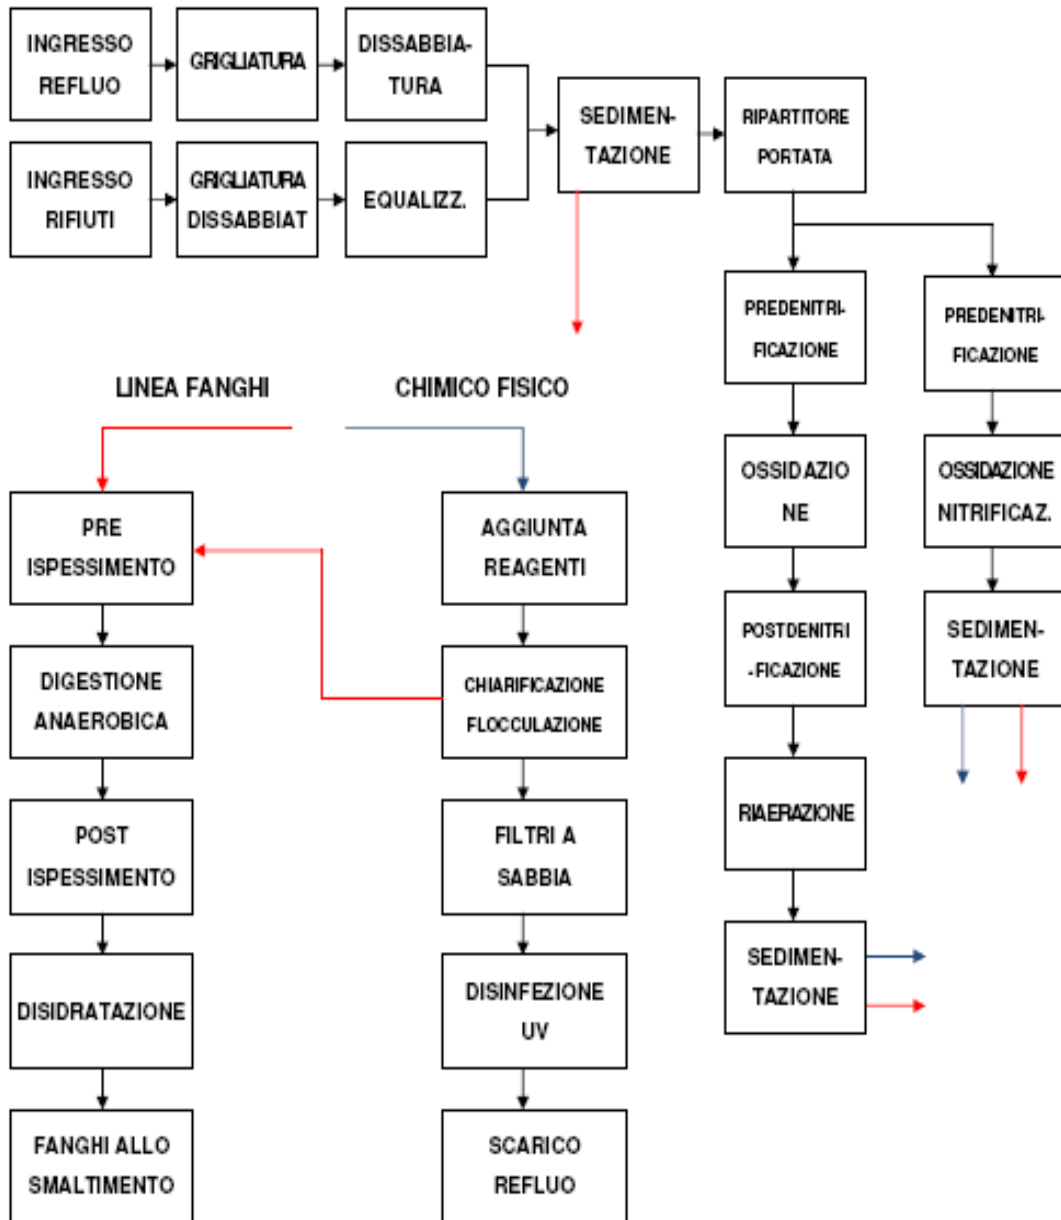 INGRESSO
REFLUO
GRIGLIATURA
DISSABBIA-
TURA
INGRESSO
RIFIUTI
GRIGLIATURA
DISSABBIAT
EQUALIZZ.
SEDIMEN-
TAZIONE
RIPARTITORE
PORTATA
PREDENITRI-
FICAZIONE
OSSIDAZIO
NE
POSTDENITRI
-FICAZIONE
RIAERAZIONE
SEDIMEN-
TAZIONE
PREDENITRI-
FICAZIONE
OSSIDAZIONE
NITRIFICAZ.
SEDIMEN-
TAZIONE
LINEA FANGHI
PRE
ISPESSIMENTO
DIGESTIONE
ANAEROBICA
POST
ISPESSIMENTO
DISIDRATAZIONE
FANGHI ALLO
SMALTIMENTO
CHIMICO FISICO
AGGIUNTA
REAGENTI
CHIARIFICAZIONE
FLOCCULAZIONE
FILTRI A
SABBIA
DISINFEZIONE
UV
SCARICO
REFLUO